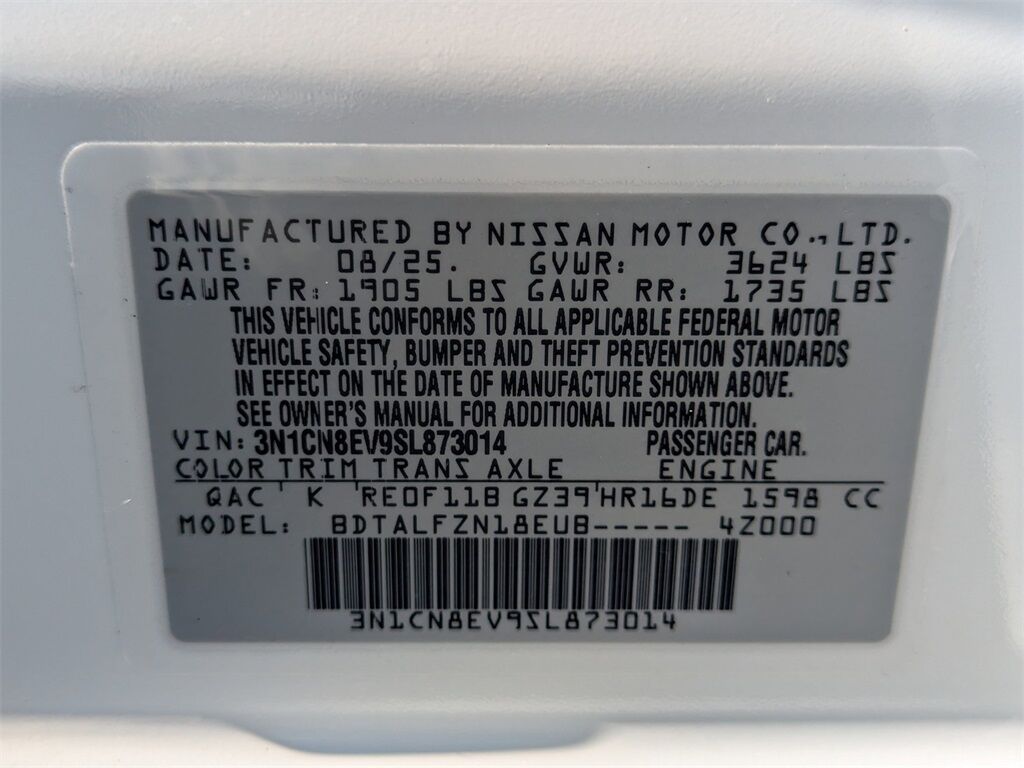 MANUFACTURED BY NISSAN MOTOR CO., LTD.
DATE: 08/25. GVWR: 3624 LBS
GAWR FR: 1905 LBS GAWR RR: 1735 LBS
THIS VEHICLE CONFORMS TO ALL APPLICABLE FEDERAL MOTOR
VEHICLE SAFETY, BUMPER AND THEFT PREVENTION STANDARDS
IN EFFECT ON THE DATE OF MANUFACTURE SHOWN ABOVE.
SEE OWNER'S MANUAL FOR ADDITIONAL INFORMATION.
VIN: 3N1CN8EV9SL873014 PASSENGER CAR.
COLOR TRIM TRANS AXLE ENGINE
QAC K RE0F11B GZ39 HR16DE 1598 CC
MODEL: BDTALFZN18EUB----- 4Z000
3N1CN8EV9SL873014